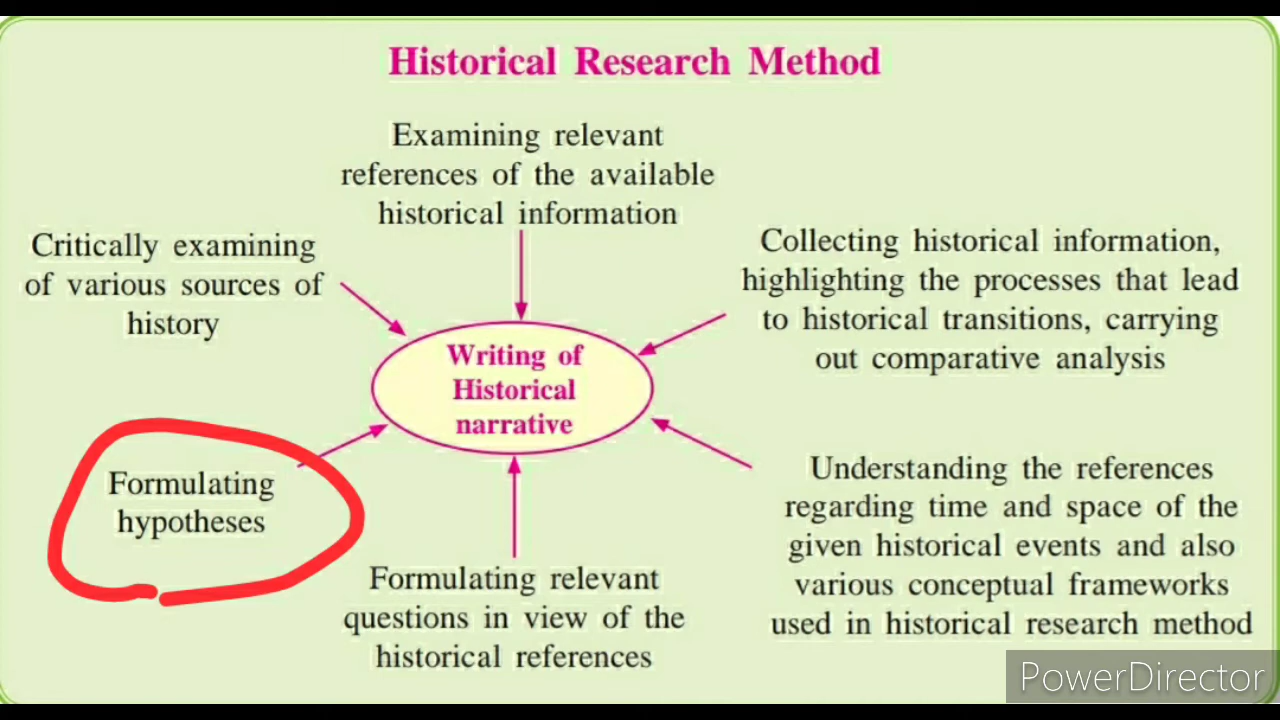 Historical Research Method
Examining relevant
references of the available
historical information
Critically examining
of various sources of
history
Collecting historical information,
highlighting the processes that lead
to historical transitions, carrying
out comparative analysis
Writing of
Historical
narrative
Formulating
hypotheses
Formulating relevant
questions in view of the
historical references
Understanding the references
regarding time and space of the
given historical events and also
various conceptual frameworks
used in historical research method
PowerDirector